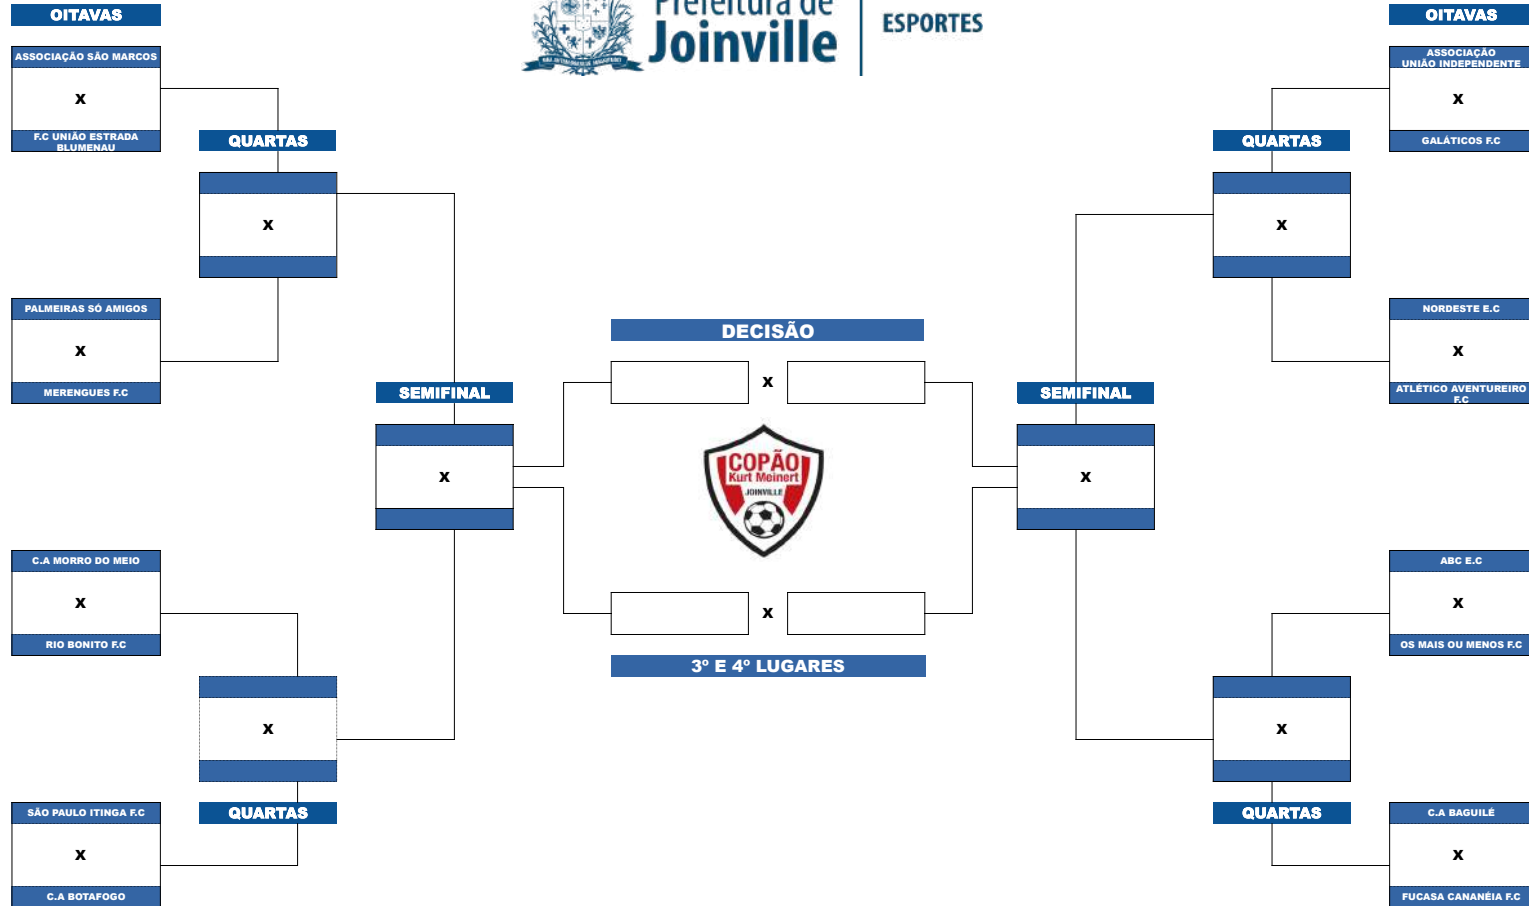 Prefeitura de
Joinville
ESPORTES
OITAVAS
ASSOCIAÇÃO SÃO MARCOS
X
F.C UNIÃO ESTRADA
BLUMENAU
QUARTAS
X
PALMEIRAS SÓ AMIGOS
X
MERENGUES F.C
SEMIFINAL
X
C.A MORRO DO MEIO
X
RIO BONITO F.C
X
QUARTAS
SÃO PAULO ITINGA F.C
X
C.A BOTAFOGO
DECISÃO
X
COPÃO
Kurt Meinert
JOINVILLE
X
3º E 4º LUGARES
OITAVAS
ASSOCIAÇÃO
UNIÃO INDEPENDENTE
X
GALÁTICOS F.C
QUARTAS
X
NORDESTE E.C
X
ATLÉTICO AVENTUREIRO
F.C
SEMIFINAL
X
ABC E.C
X
OS MAIS OU MENOS F.C
X
QUARTAS
C.A BAGUILÉ
X
FUCASA CANANÉIA F.C